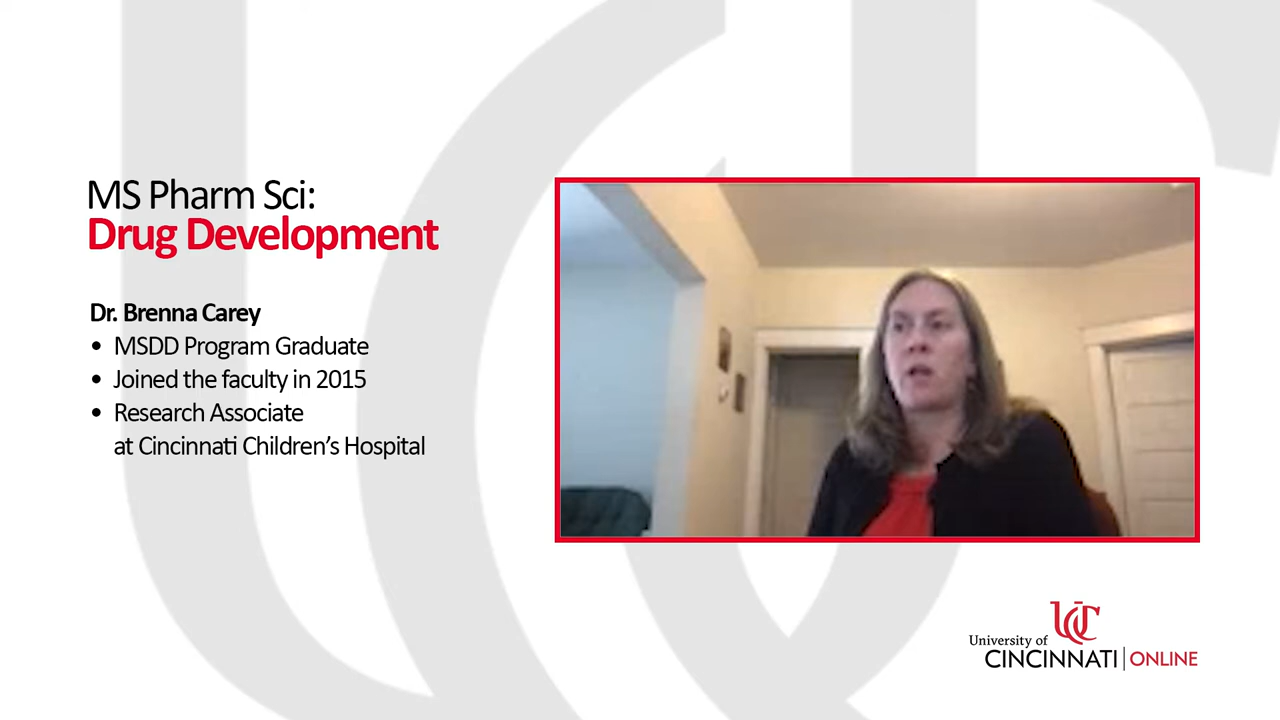 MS Pharm Sci:
Drug Development
Dr. Brenna Carey
• MSDD Program Graduate
• Joined the faculty in 2015
• Research Associate
at Cincinnati Children’s Hospital
UC
University of
CINCINNATI | ONLINE